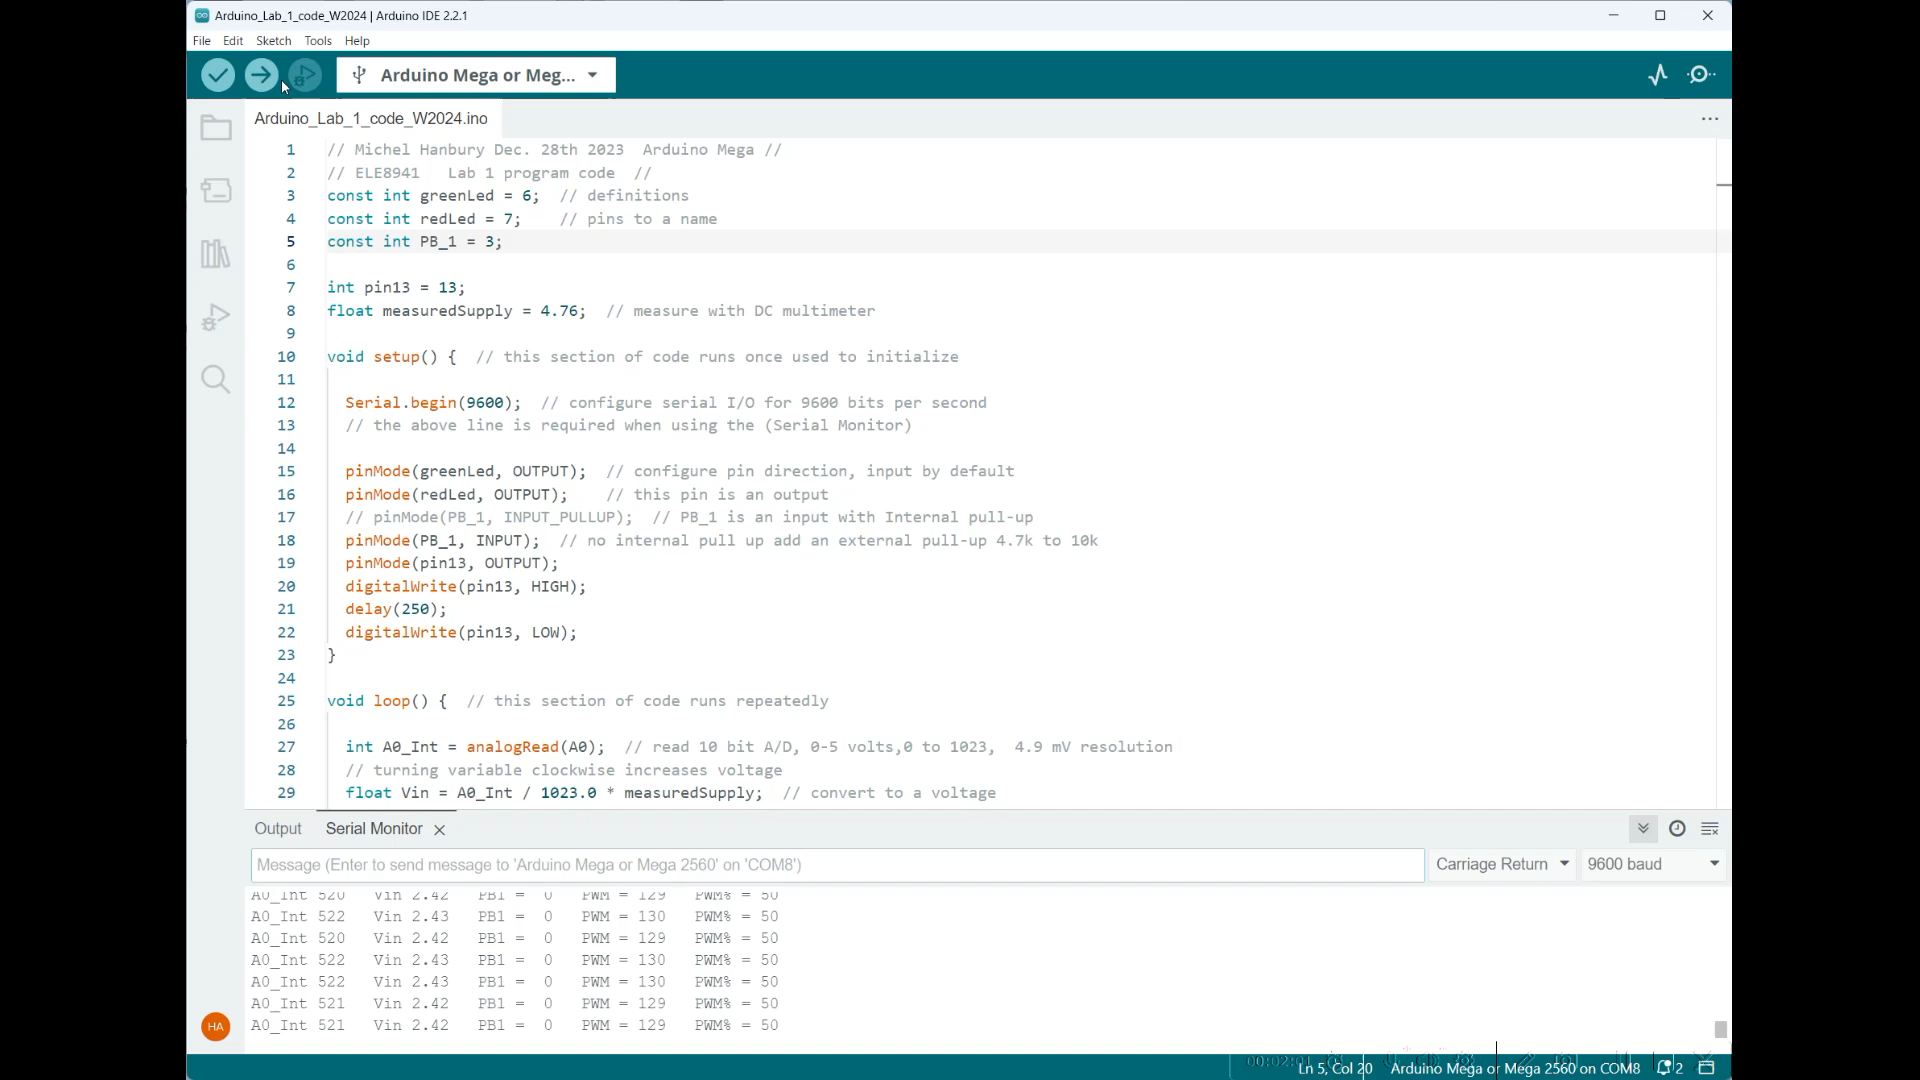 Arduino_Lab_1_code_W2024 | Arduino IDE 2.2.1
File Edit Sketch Tools Help
Arduino Mega or Meg...
Arduino_Lab_1_code_W2024.ino
1 // Michel Hanbury Dec. 28th 2023  Arduino Mega //
2 // ELE8941   Lab 1 program code  //
3 const int greenLed = 6;  // definitions
4 const int redLed = 7;    // pins to a name
5 const int PB_1 = 3;
6
7 int pin13 = 13;
8 float measuredSupply = 4.76;  // measure with DC multimeter
9
10 void setup() {  // this section of code runs once used to initialize
11
12   Serial.begin(9600);  // configure serial I/O for 9600 bits per second
13   // the above line is required when using the (Serial Monitor)
14
15   pinMode(greenLed, OUTPUT);  // configure pin direction, input by default
16   pinMode(redLed, OUTPUT);    // this pin is an output
17   // pinMode(PB_1, INPUT_PULLUP);  // PB_1 is an input with Internal pull-up
18   pinMode(PB_1, INPUT);  // no internal pull up add an external pull-up 4.7k to 10k
19   pinMode(pin13, OUTPUT);
20   digitalWrite(pin13, HIGH);
21   delay(250);
22   digitalWrite(pin13, LOW);
23 }
24
25 void loop() {  // this section of code runs repeatedly
26
27   int A0_Int = analogRead(A0);  // read 10 bit A/D, 0-5 volts,0 to 1023,  4.9 mV resolution
28   // turning variable clockwise increases voltage
29   float Vin = A0_Int / 1023.0 * measuredSupply;  // convert to a voltage
Output Serial Monitor
Message (Enter to send message to 'Arduino Mega or Mega 2560' on 'COM8') Carriage Return 9600 baud
A0_Int 520   Vin 2.42   PB1 =  0   PWM = 129   PWM% = 50
A0_Int 522   Vin 2.43   PB1 =  0   PWM = 130   PWM% = 50
A0_Int 520   Vin 2.42   PB1 =  0   PWM = 129   PWM% = 50
A0_Int 522   Vin 2.43   PB1 =  0   PWM = 130   PWM% = 50
A0_Int 522   Vin 2.43   PB1 =  0   PWM = 130   PWM% = 50
A0_Int 521   Vin 2.42   PB1 =  0   PWM = 129   PWM% = 50
A0_Int 521   Vin 2.42   PB1 =  0   PWM = 129   PWM% = 50
HA
Ln 5, Col 20 Arduino Mega or Mega 2560 on COM8 2